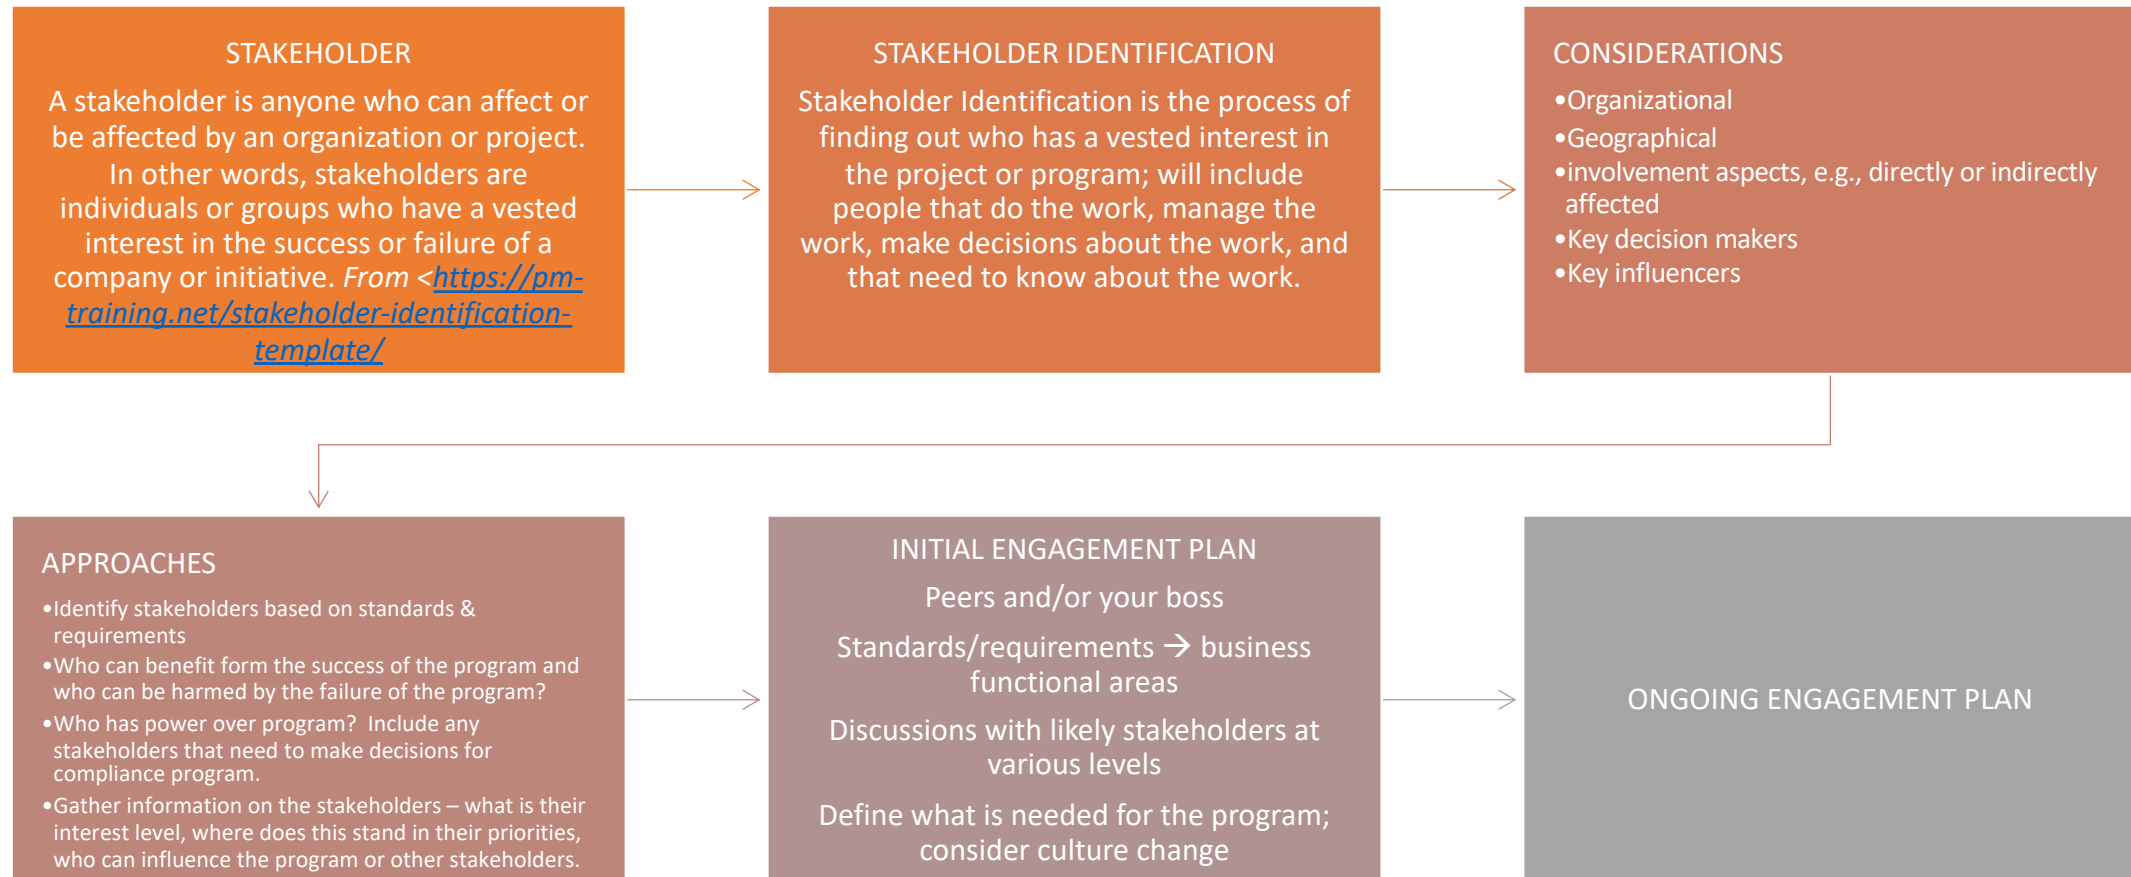 STAKEHOLDER
A stakeholder is anyone who can affect or
be affected by an organization or project.
In other words, stakeholders are
individuals or groups who have a vested
interest in the success or failure of a
company or initiative. From <https://pm-
training.net/stakeholder-identification-
template/
STAKEHOLDER IDENTIFICATION
Stakeholder Identification is the process of
finding out who has a vested interest in
the project or program; will include
people that do the work, manage the
work, make decisions about the work, and
that need to know about the work.
CONSIDERATIONS
•Organizational
•Geographical
•involvement aspects, e.g., directly or indirectly
affected
•Key decision makers
•Key influencers
APPROACHES
•Identify stakeholders based on standards &
requirements
•Who can benefit form the success of the program and
who can be harmed by the failure of the program?
•Who has power over program?  Include any
stakeholders that need to make decisions for
compliance program.
•Gather information on the stakeholders – what is their
interest level, where does this stand in their priorities,
who can influence the program or other stakeholders.
INITIAL ENGAGEMENT PLAN
Peers and/or your boss
Standards/requirements → business
functional areas
Discussions with likely stakeholders at
various levels
Define what is needed for the program;
consider culture change
ONGOING ENGAGEMENT PLAN